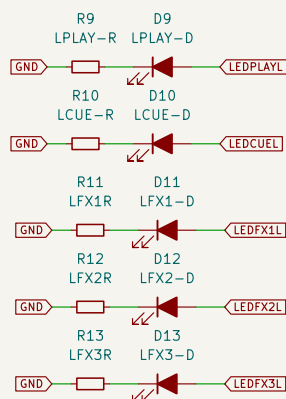 R9 D9
LPLAY-R LPLAY-D
GND LEDPLAYL
R10 D10
LCUE-R LCUE-D
GND LEDCUEL
R11 D11
LFX1R LFX1-D
GND LEDFX1L
R12 D12
LFX2R LFX2-D
GND LEDFX2L
R13 D13
LFX3R LFX3-D
GND LEDFX3L